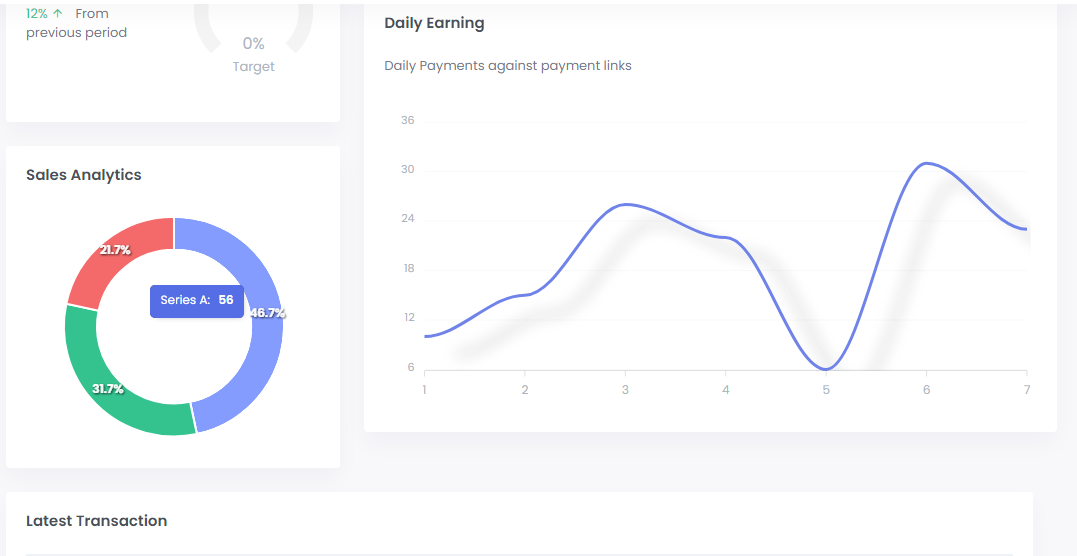 12% ↑ From
previous period
0%
Target
Sales Analytics
21.7%
Series A: 56
46.7%
31.7%
Daily Earning
Daily Payments against payment links
36
30
24
18
12
6
1 2 3 4 5 6 7
Latest Transaction